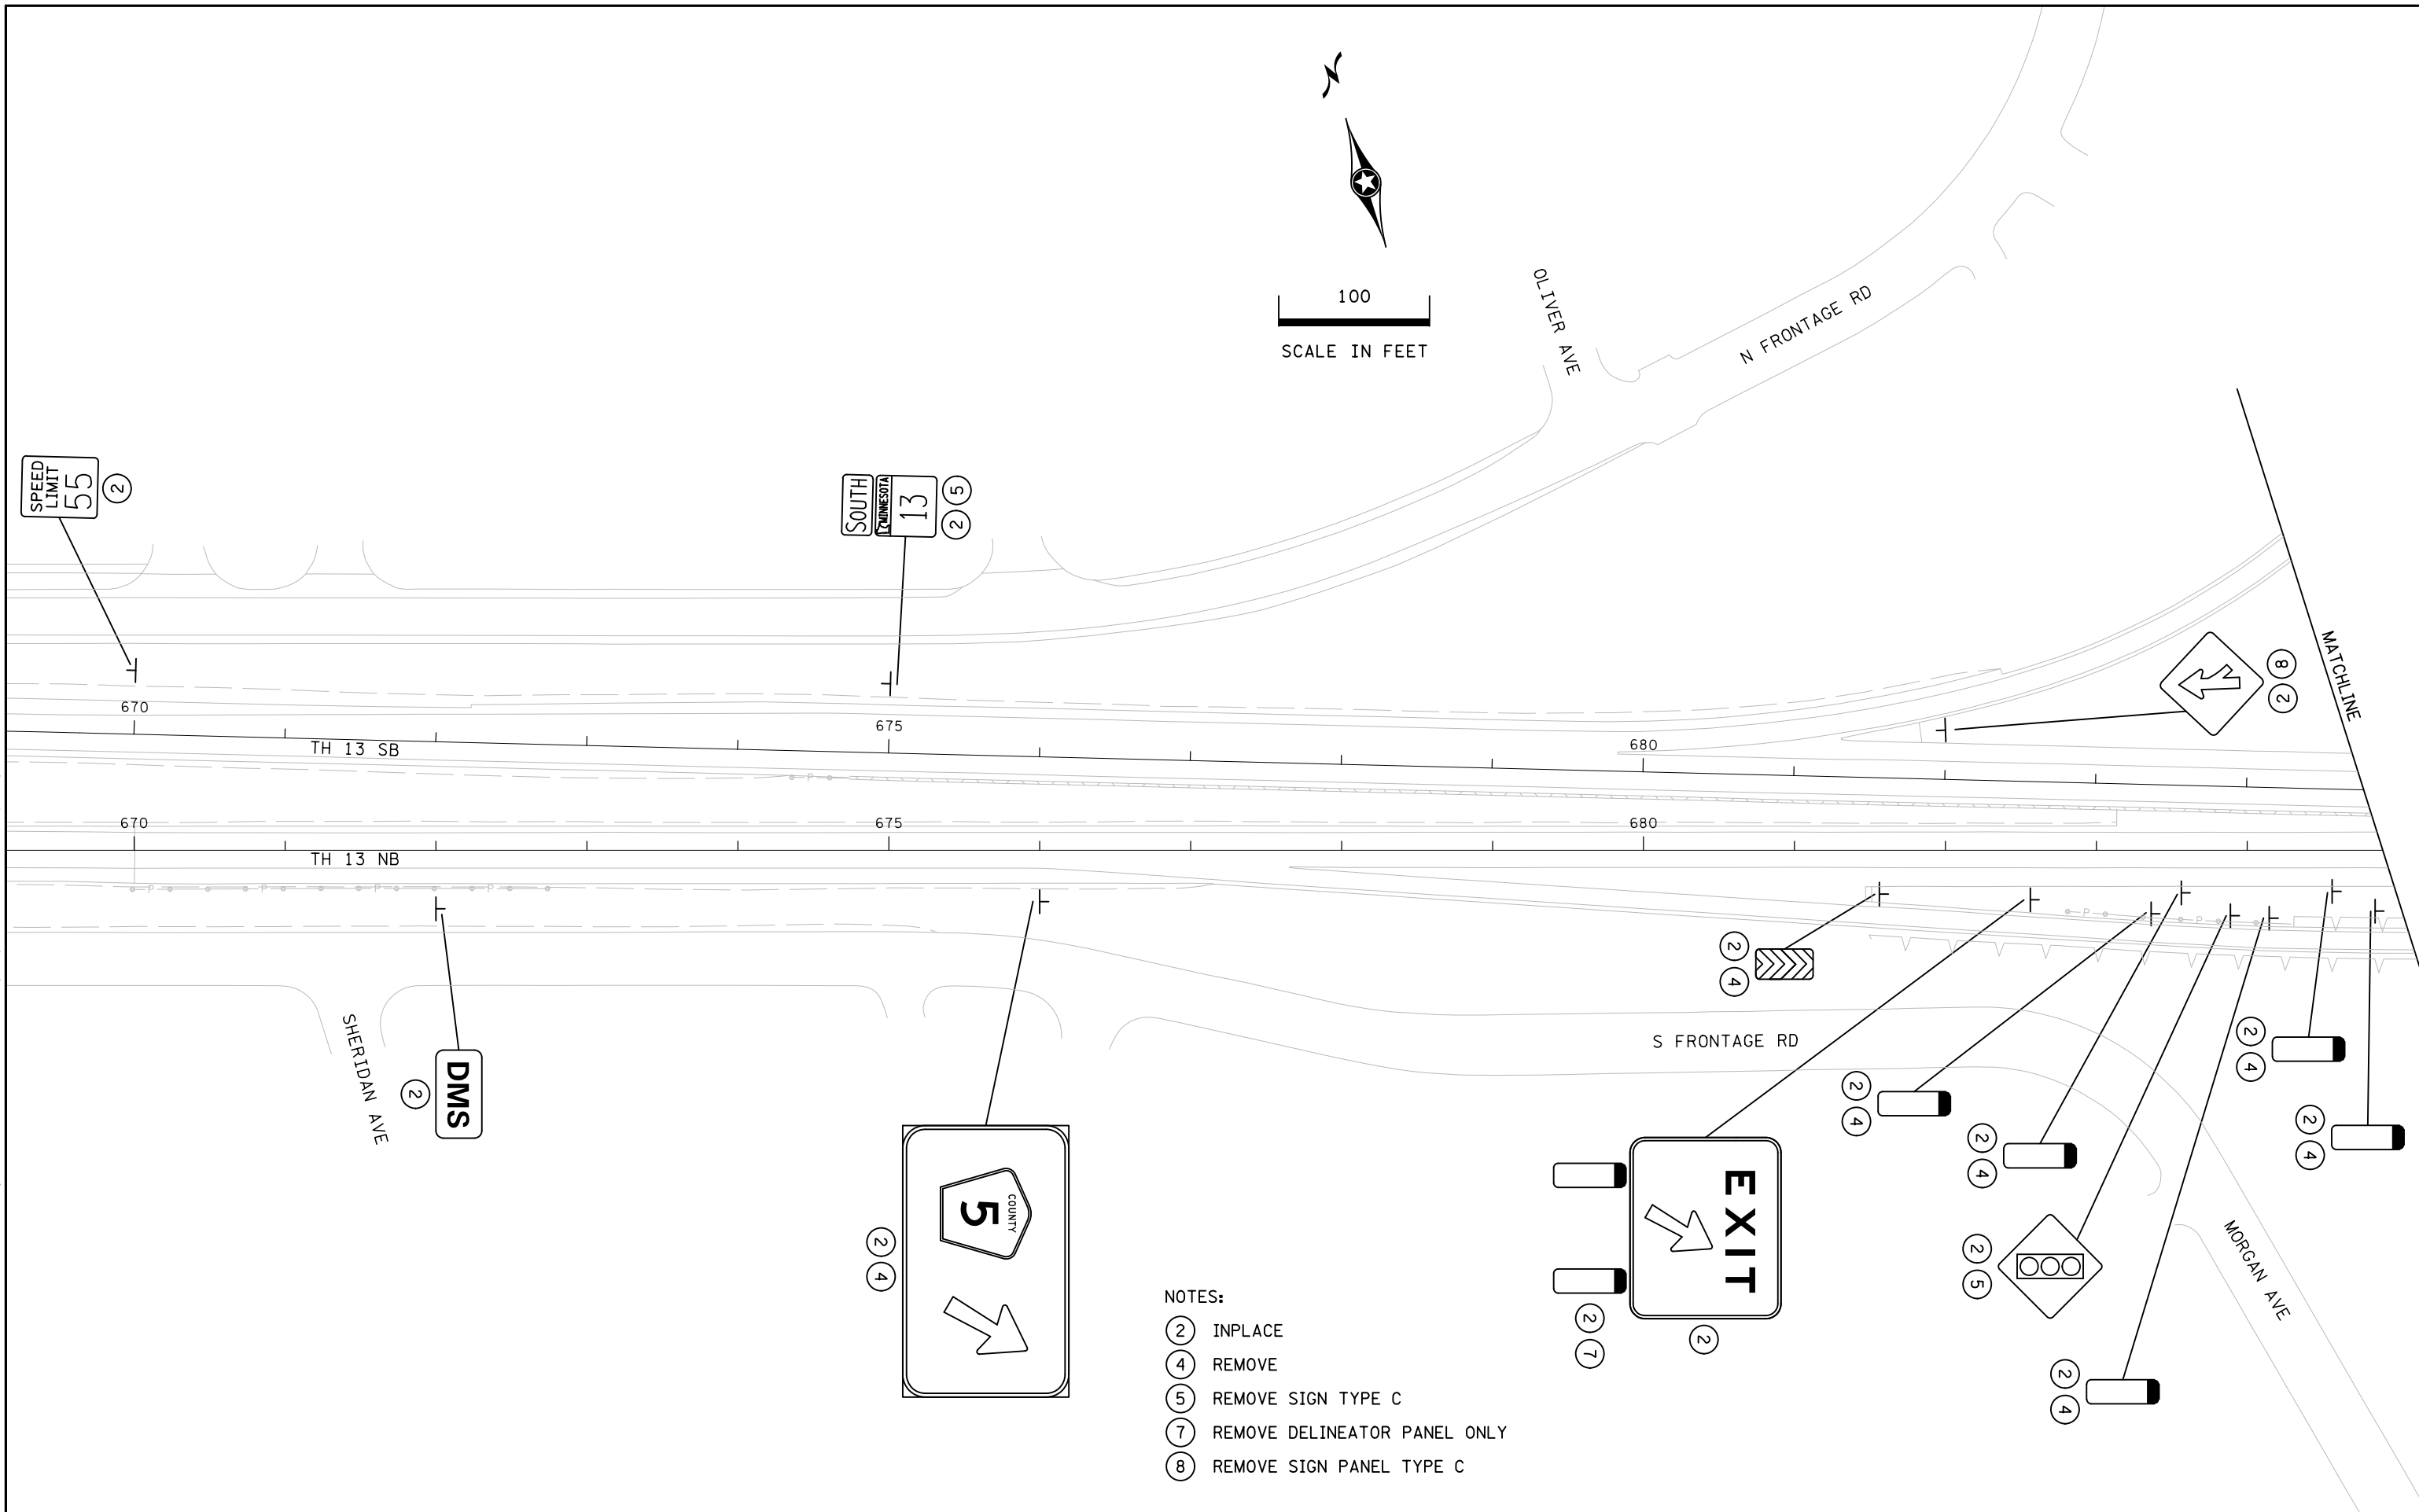 100
SCALE IN FEET
OLIVER AVE
N FRONTAGE RD
MATCHLINE
SPEED
LIMIT
55
2
SOUTH
MINNESOTA
13
5
2
8
2
670
675
680
TH 13 SB
670
675
680
TH 13 NB
P
P P P P
P P
SHERIDAN AVE
DMS
2
COUNTY
5
2
4
2
4
S FRONTAGE RD
EXIT
2
2
7
2
4
2
4
2
5
2
4
2
4
2
4
MORGAN AVE
NOTES:
2 INPLACE
4 REMOVE
5 REMOVE SIGN TYPE C
7 REMOVE DELINEATOR PANEL ONLY
8 REMOVE SIGN PANEL TYPE C